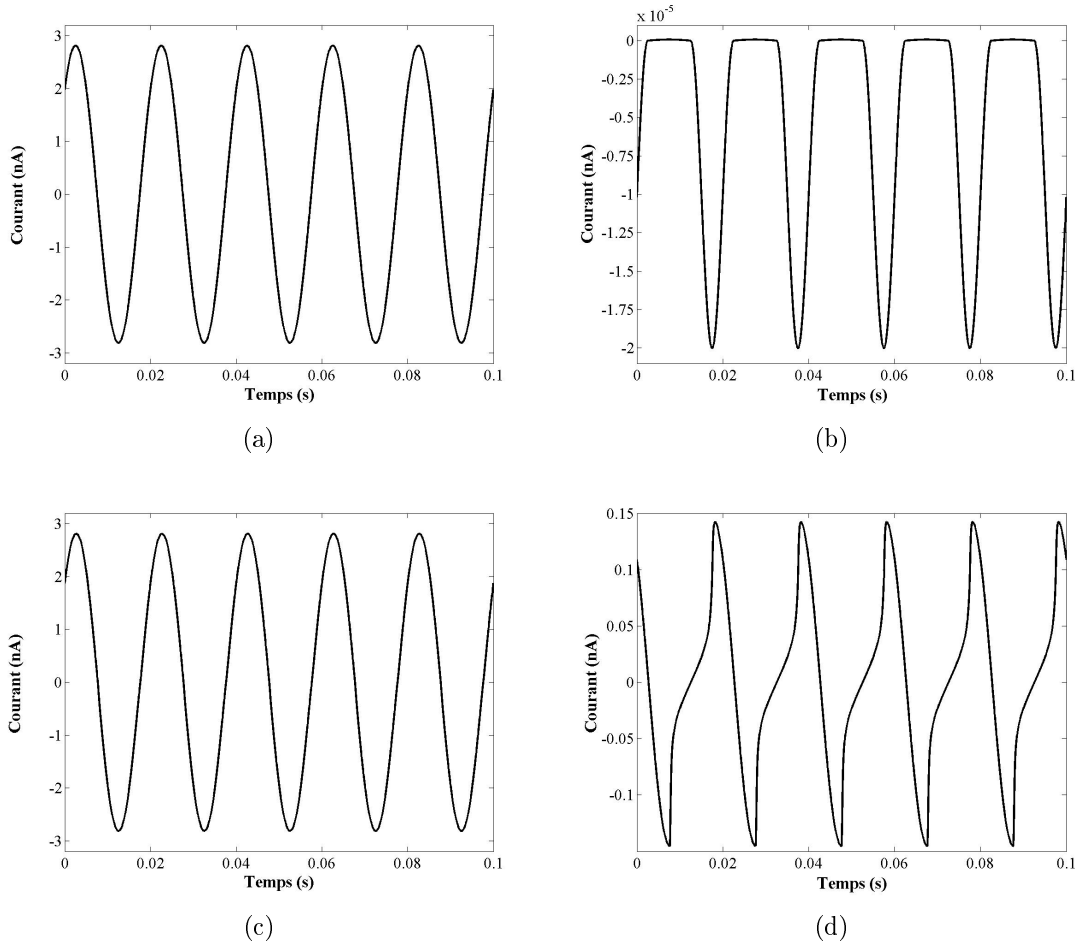 3
2
1
0
-1
-2
-3
0 0.02 0.04 0.06 0.08 0.1
Courant (nA)
Temps (s)
(a)
x 10⁻⁵
0
-0.25
-0.5
-0.75
-1
-1.25
-1.5
-1.75
-2
0 0.02 0.04 0.06 0.08 0.1
Courant (nA)
Temps (s)
(b)
3
2
1
0
-1
-2
-3
0 0.02 0.04 0.06 0.08 0.1
Courant (nA)
Temps (s)
(c)
0.15
0.1
0.05
0
-0.05
-0.1
0 0.02 0.04 0.06 0.08 0.1
Courant (nA)
Temps (s)
(d)